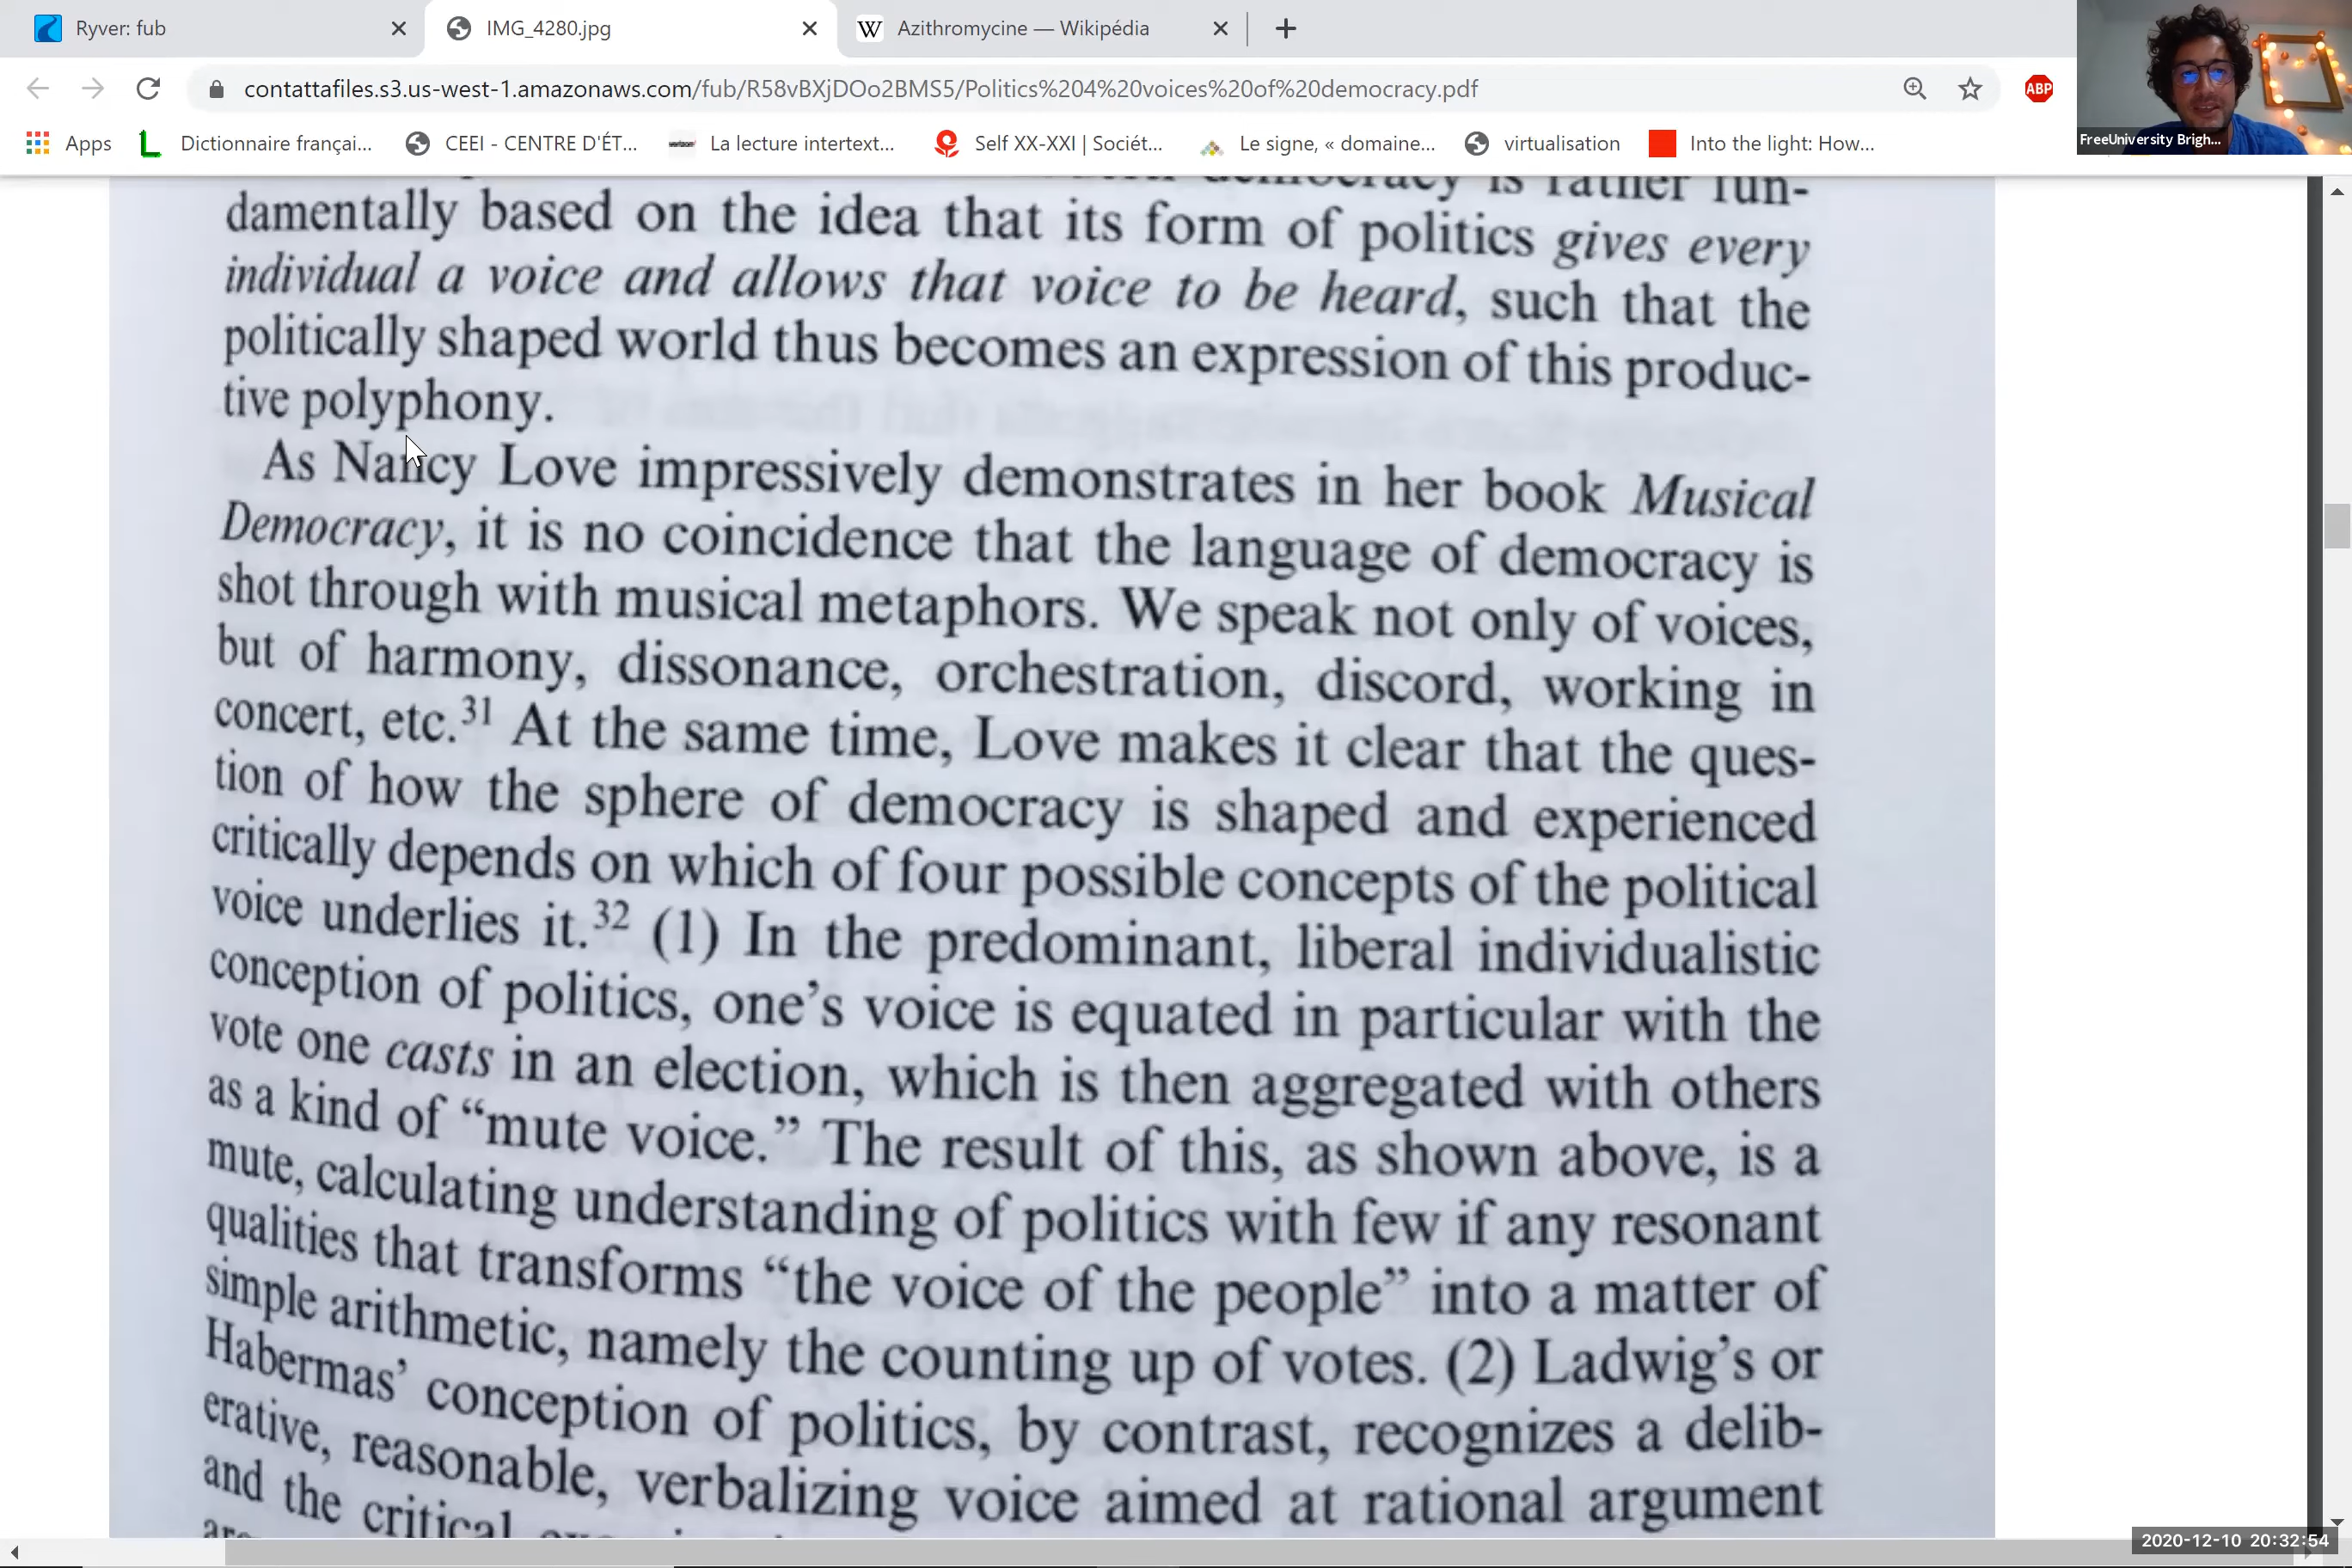 Ryver: fub
IMG_4280.jpg
W Azithromycine — Wikipédia
contattafiles.s3.us-west-1.amazonaws.com/fub/R58vBXjDOo2BMS5/Politics%204%20voices%20of%20democracy.pdf
ABP
Apps
L Dictionnaire françai...
CEEI - CENTRE D'ÉT...
La lecture intertext...
Self XX-XXI | Sociét...
Le signe, « domaine...
virtualisation
Into the light: How...
FreeUniversity Brigh...
democracy is rather fun-
damentally based on the idea that its form of politics gives every
individual a voice and allows that voice to be heard, such that the
politically shaped world thus becomes an expression of this produc-
tive polyphony.
As Nancy Love impressively demonstrates in her book Musical
Democracy, it is no coincidence that the language of democracy is
shot through with musical metaphors. We speak not only of voices,
but of harmony, dissonance, orchestration, discord, working in
concert, etc.31 At the same time, Love makes it clear that the ques-
tion of how the sphere of democracy is shaped and experienced
critically depends on which of four possible concepts of the political
voice underlies it.32 (1) In the predominant, liberal individualistic
conception of politics, one's voice is equated in particular with the
vote one casts in an election, which is then aggregated with others
as a kind of “mute voice.” The result of this, as shown above, is a
mute, calculating understanding of politics with few if any resonant
qualities that transforms “the voice of the people” into a matter of
simple arithmetic, namely the counting up of votes. (2) Ladwig's or
Habermas' conception of politics, by contrast, recognizes a delib-
erative, reasonable, verbalizing voice aimed at rational argument
and the critical
2020-12-10 20:32:54